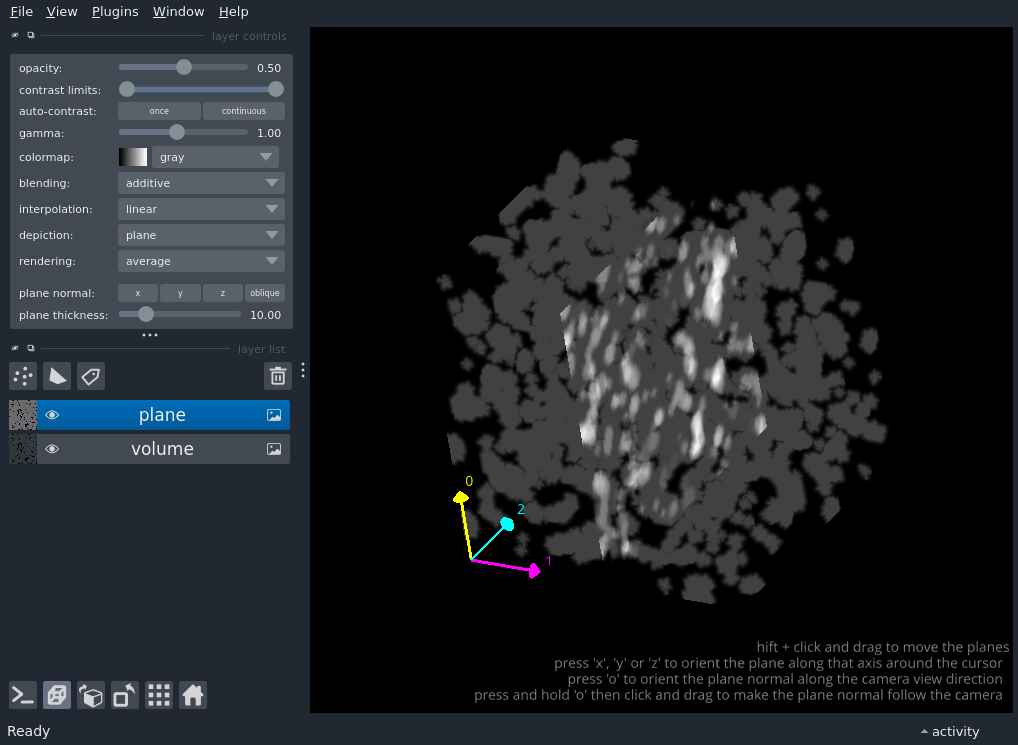 File View Plugins Window Help
layer controls
opacity: 0.50
contrast limits:
auto-contrast: once continuous
gamma: 1.00
colormap: gray
blending: additive
interpolation: linear
depiction: plane
rendering: average
plane normal: x y z oblique
plane thickness: 10.00
layer list
plane
volume
0
2
1
hift + click and drag to move the planes
press 'x', 'y' or 'z' to orient the plane along that axis around the cursor
press 'o' to orient the plane normal along the camera view direction
press and hold 'o' then click and drag to make the plane normal follow the camera
Ready activity